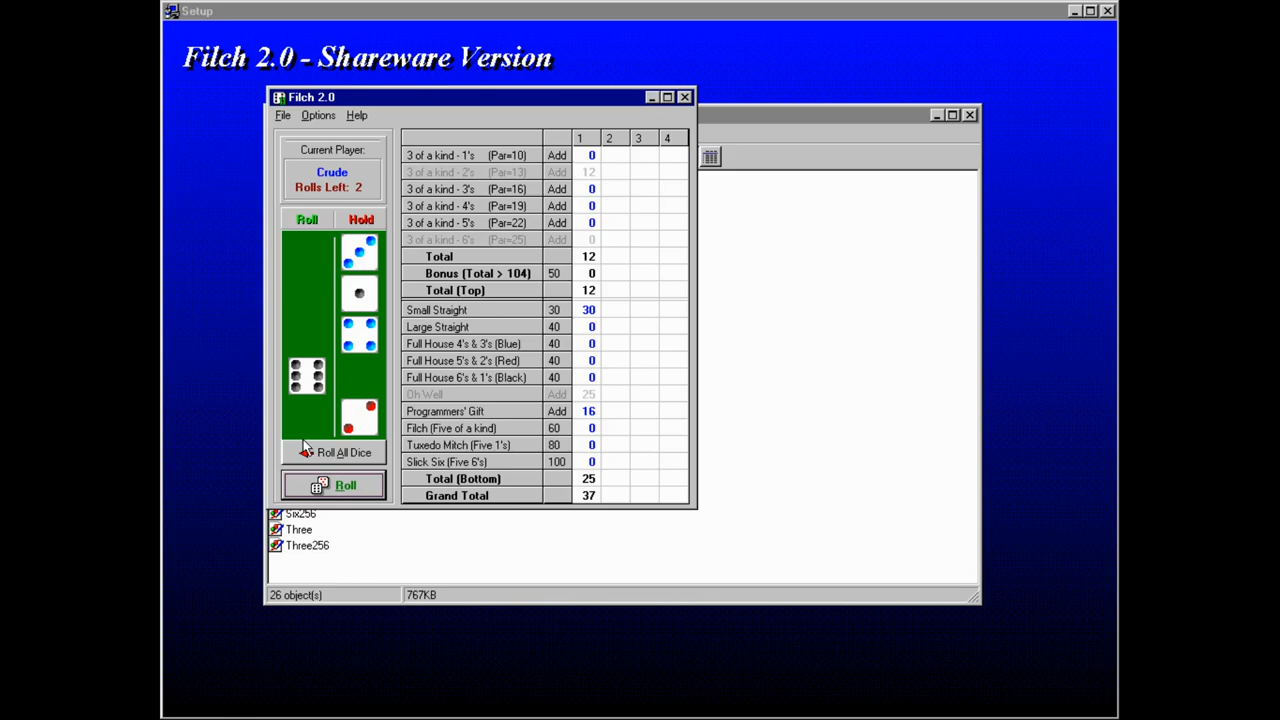 Setup
Filch 2.0 - Shareware Version
Filch 2.0
File Options Help
Current Player:
Crude
Rolls Left: 2
Roll Hold
Roll All Dice
Roll
1 2 3 4
3 of a kind - 1's (Par=10) Add 0
3 of a kind - 2's (Par=13) Add 12
3 of a kind - 3's (Par=16) Add 0
3 of a kind - 4's (Par=19) Add 0
3 of a kind - 5's (Par=22) Add 0
3 of a kind - 6's (Par=25) Add 0
Total 12
Bonus (Total > 104) 50 0
Total (Top) 12
Small Straight 30 30
Large Straight 40 0
Full House 4's & 3's (Blue) 40 0
Full House 5's & 2's (Red) 40 0
Full House 6's & 1's (Black) 40 0
Oh Well Add 25
Programmers' Gift Add 16
Filch (Five of a kind) 60 0
Tuxedo Mitch (Five 1's) 80 0
Slick Six (Five 6's) 100 0
Total (Bottom) 25
Grand Total 37
Six256
Three
Three256
26 object(s) 767KB